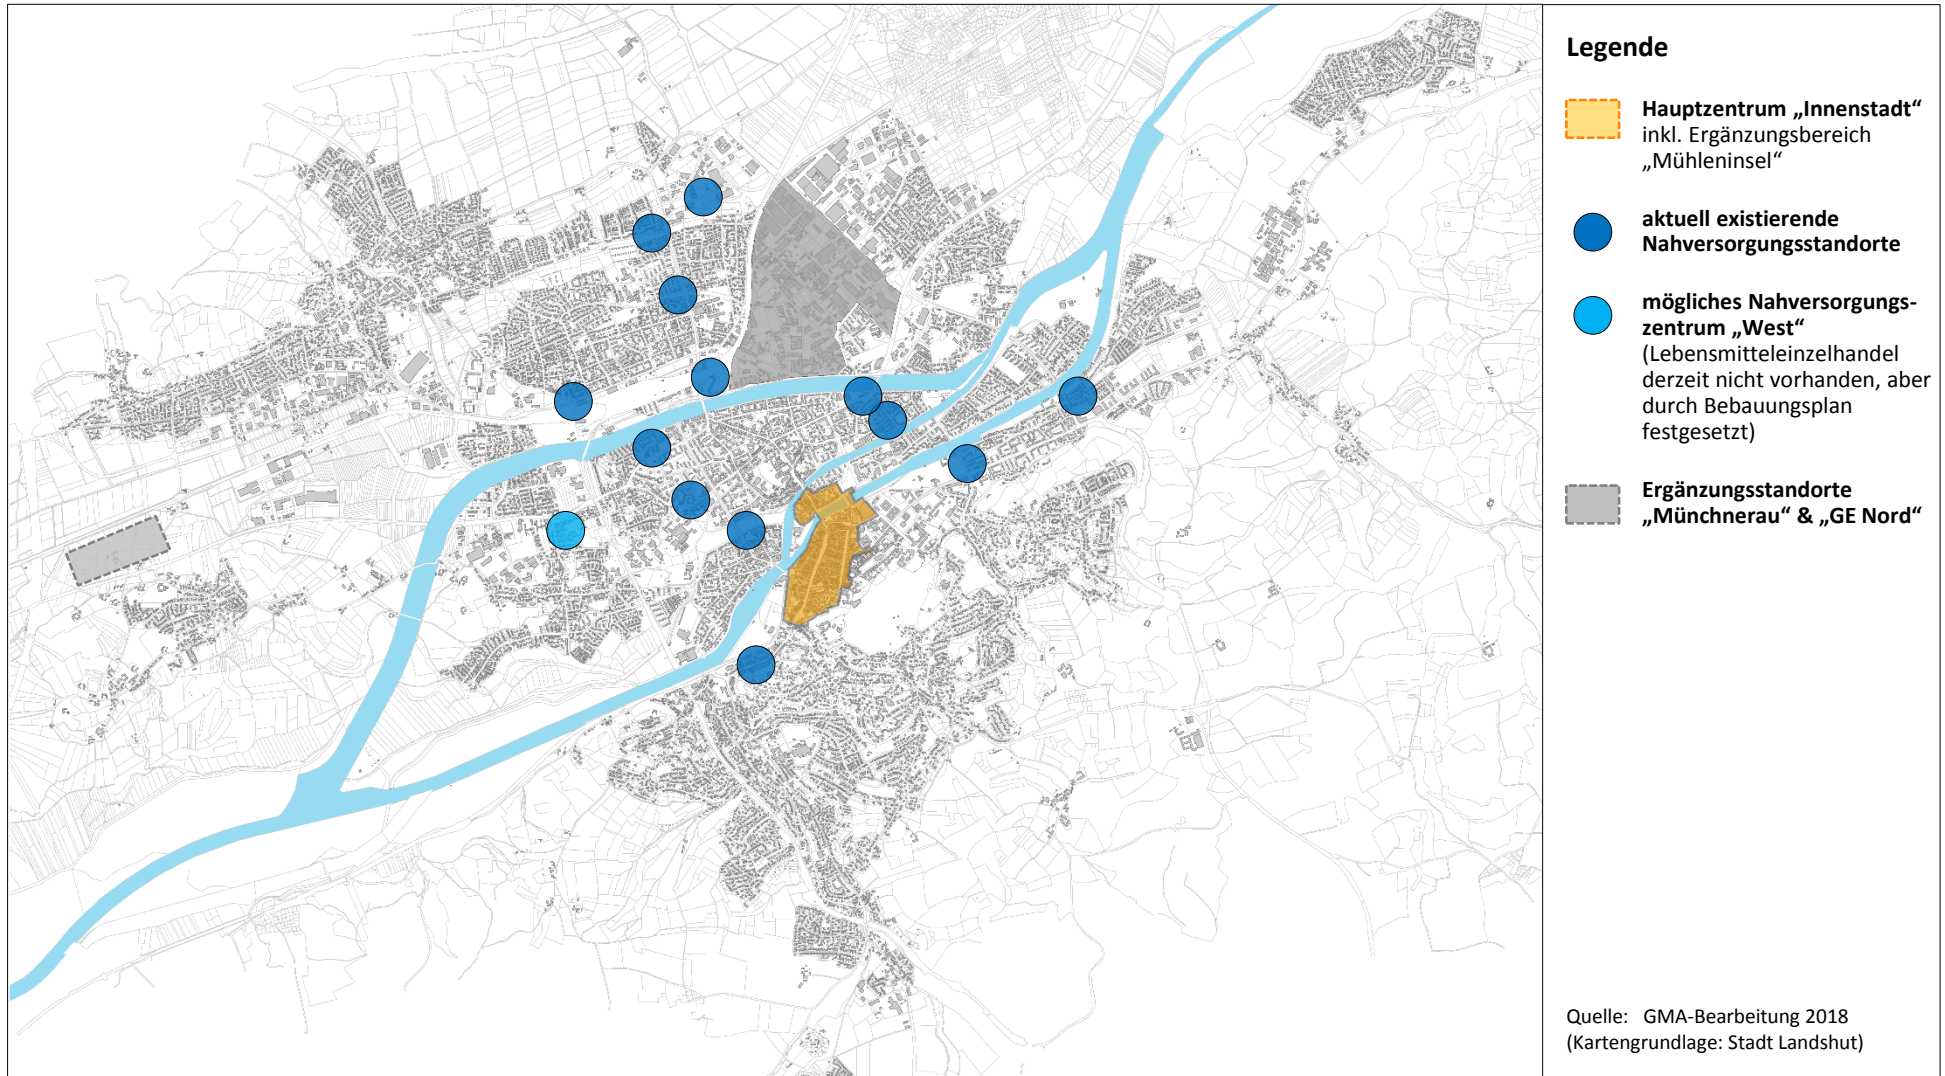 Legende
Hauptzentrum „Innenstadt“
inkl. Ergänzungsbereich
„Mühleninsel“
aktuell existierende
Nahversorgungsstandorte
mögliches Nahversorgungs-
zentrum „West“
(Lebensmitteleinzelhandel
derzeit nicht vorhanden, aber
durch Bebauungsplan
festgesetzt)
Ergänzungsstandorte
„Münchnerau“ & „GE Nord“
Quelle: GMA-Bearbeitung 2018
(Kartengrundlage: Stadt Landshut)